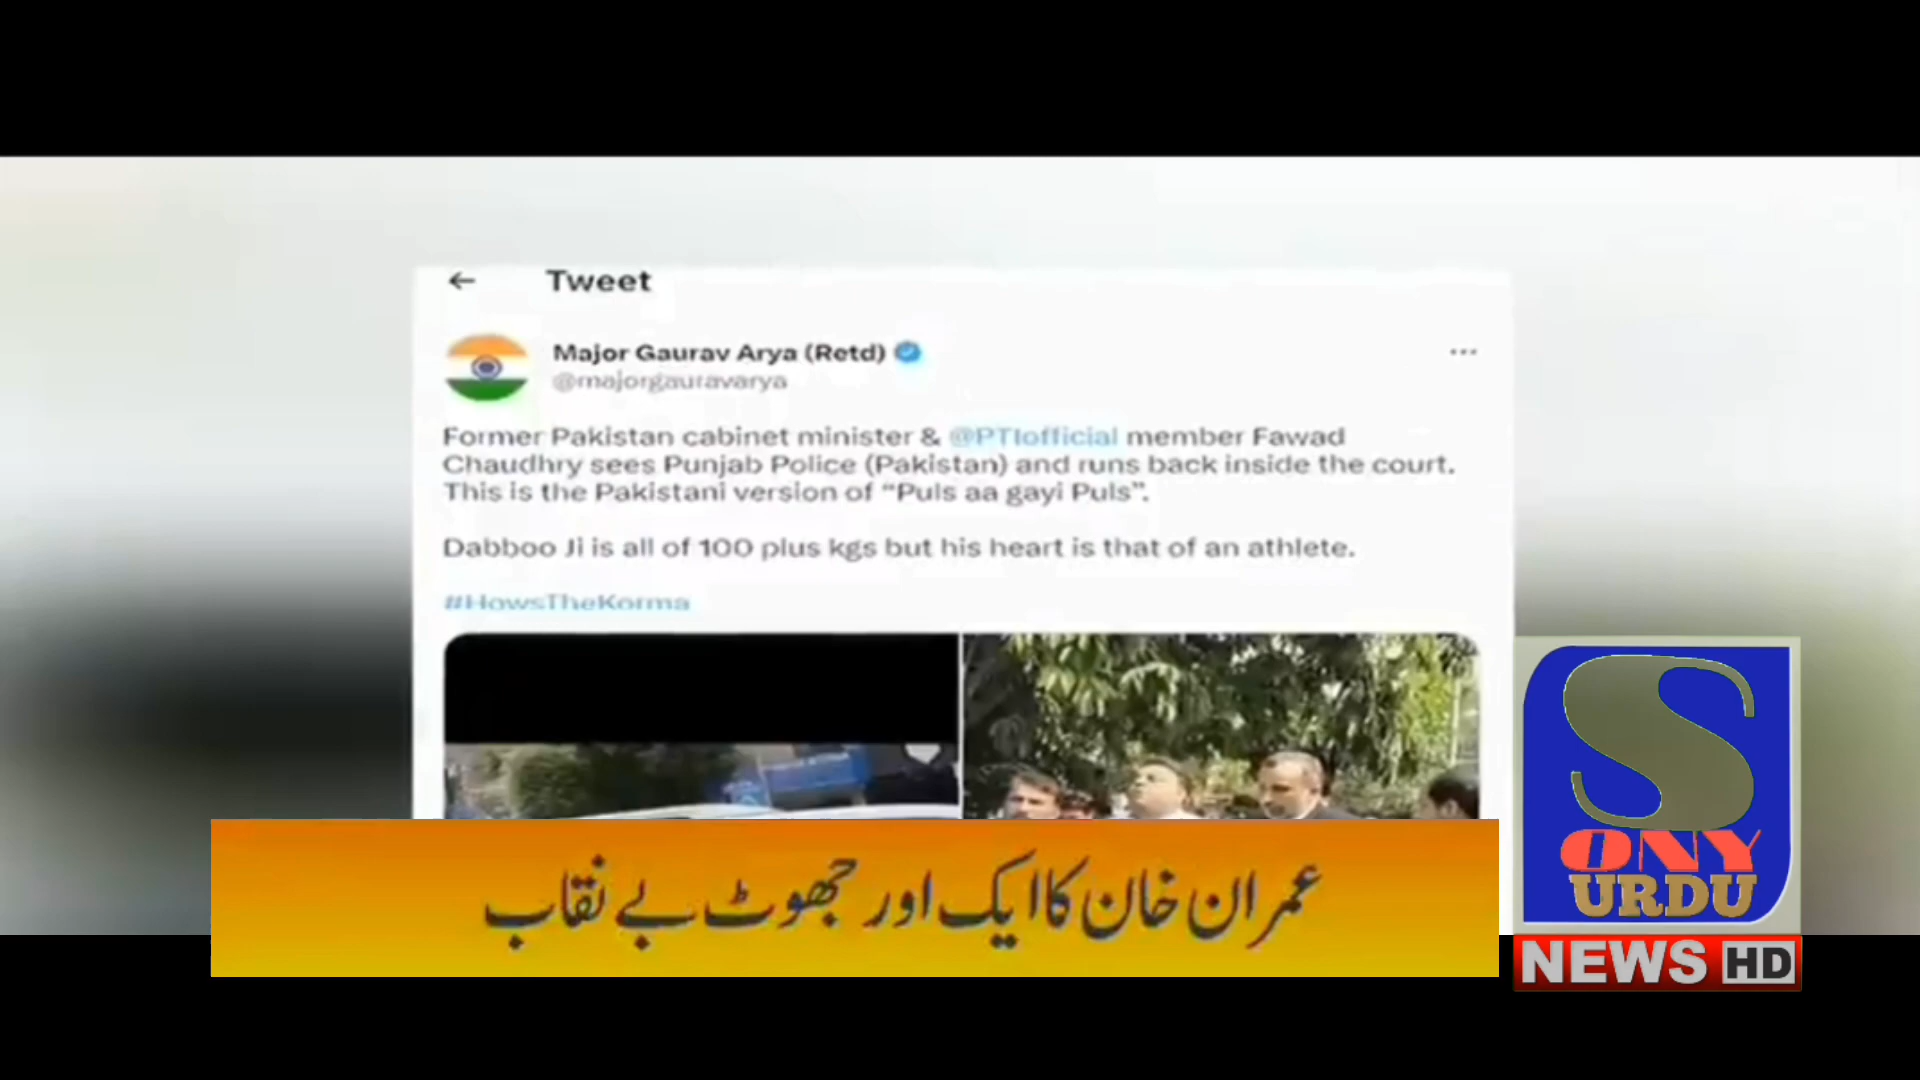 ← Tweet
Major Gaurav Arya (Retd)
@majorgauravarya
Former Pakistan cabinet minister & @PTIofficial member Fawad
Chaudhry sees Punjab Police (Pakistan) and runs back inside the court.
This is the Pakistani version of “Puls aa gayi Puls”.
Dabboo Ji is all of 100 plus kgs but his heart is that of an athlete.
#HowsTheKorma
عمران خان کا ایک اور جھوٹ بے نقاب
SONY
URDU
NEWS HD